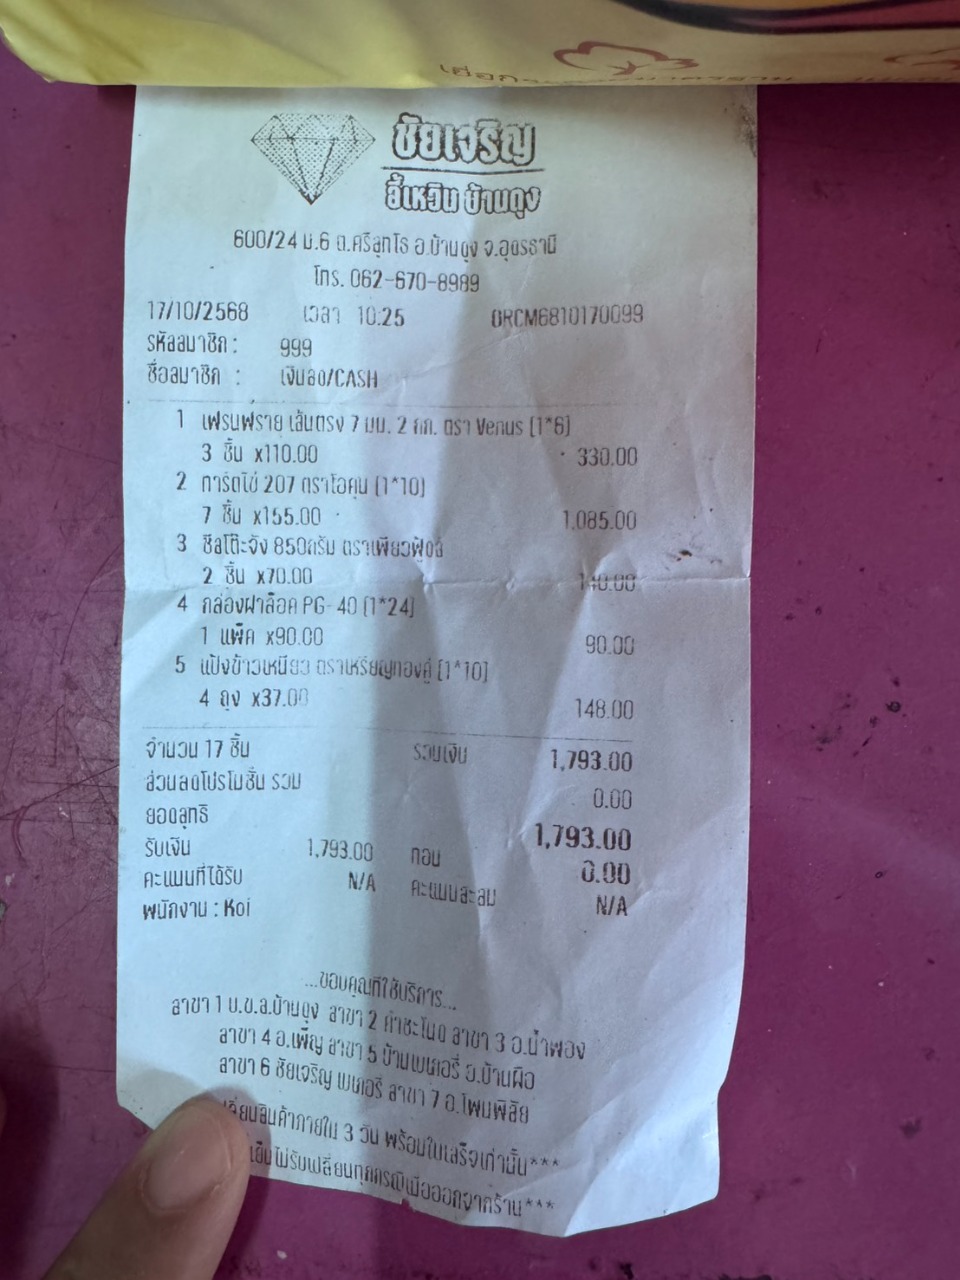 ชัยเจริญ
อี้เหวิน บ้านดุง
600/24 ม.6 ต.ศรีสุทโธ อ.บ้านดุง จ.อุดรธานี
โทร. 062-670-8989
17/10/2568 เวลา 10:25 0RCM6810170099
รหัสสมาชิก : 999
ชื่อสมาชิก : เงินสด/CASH
1 เฟรนฟราย เส้นตรง 7 มม. 2 กก. ตรา Venus [1*6]
3 ชิ้น x110.00 330.00
2 ทาร์ตไข่ 207 ตราโอคุน [1*10]
7 ชิ้น x155.00 1,085.00
3 ชีสโต๊ะจัง 850กรัม ตราเพียวฟู้ดส์
2 ชิ้น x70.00 140.00
4 กล่องฝาล็อค PG-40 [1*24]
1 แพ็ค x90.00 90.00
5 แป้งข้าวเหนียว ตราเหรียญทองคู่ [1*10]
4 ถุง x37.00 148.00
จำนวน 17 ชิ้น รวมเงิน 1,793.00
ส่วนลดโปรโมชั่น รวม 0.00
ยอดสุทธิ 1,793.00
รับเงิน 1,793.00 ทอน 0.00
คะแนนที่ได้รับ N/A คะแนนสะสม N/A
พนักงาน : Koi
...ขอบคุณที่ใช้บริการ...
สาขา 1 บ.ข.ส.บ้านดุง สาขา 2 คำชะโนด สาขา 3 อ.น้ำพอง
สาขา 4 อ.เพ็ญ สาขา 5 บ้านเบเกอรี่ อ.บ้านผือ
สาขา 6 ชัยเจริญ เบเกอรี่ สาขา 7 อ.โพนพิสัย
เปลี่ยนสินค้าภายใน 3 วัน พร้อมใบเสร็จเท่านั้น***
เย็นไม่รับเปลี่ยนทุกกรณีเมื่อออกจากร้าน***